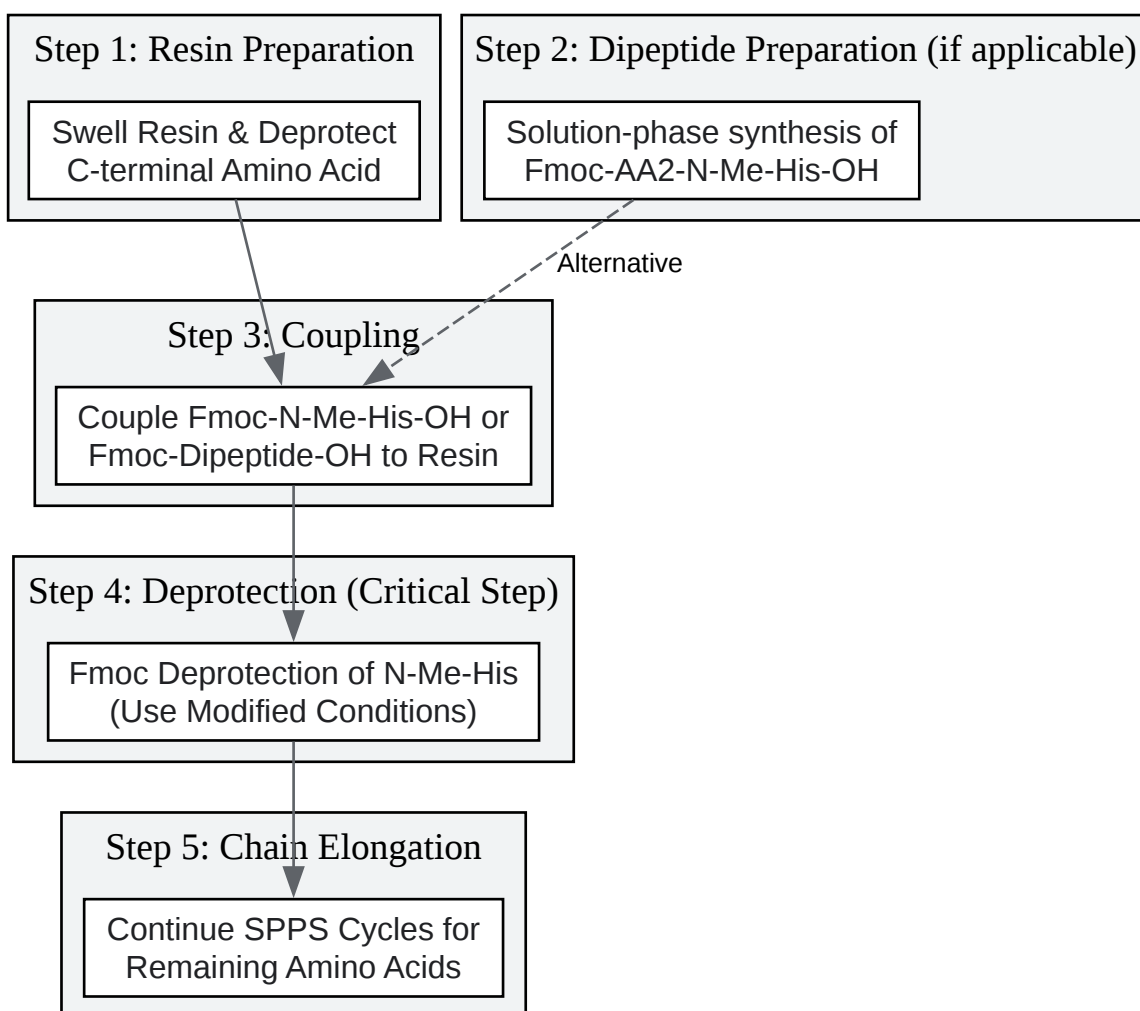 Step 1: Resin Preparation
Swell Resin & Deprotect
C-terminal Amino Acid
Step 2: Dipeptide Preparation (if applicable)
Solution-phase synthesis of
Fmoc-AA2-N-Me-His-OH
Alternative
Step 3: Coupling
Couple Fmoc-N-Me-His-OH or
Fmoc-Dipeptide-OH to Resin
Step 4: Deprotection (Critical Step)
Fmoc Deprotection of N-Me-His
(Use Modified Conditions)
Step 5: Chain Elongation
Continue SPPS Cycles for
Remaining Amino Acids